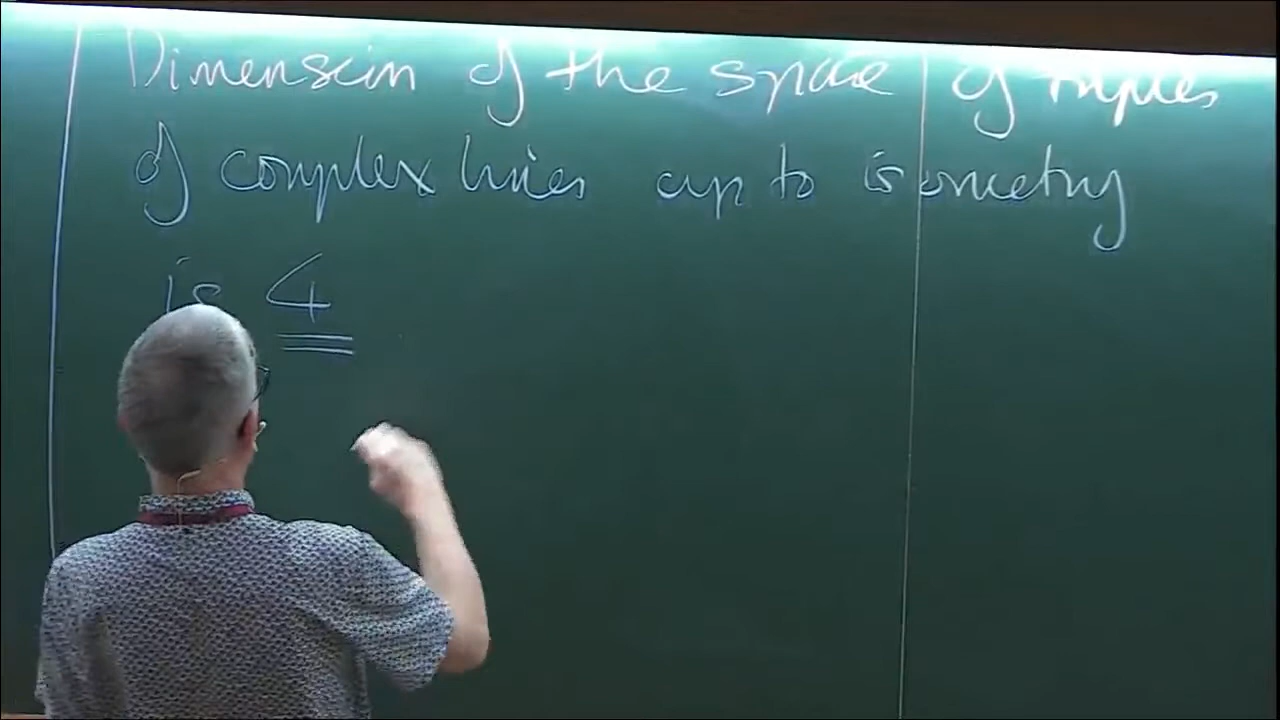 Dimension of the space of triples
of complex lines up to isometry
is 4